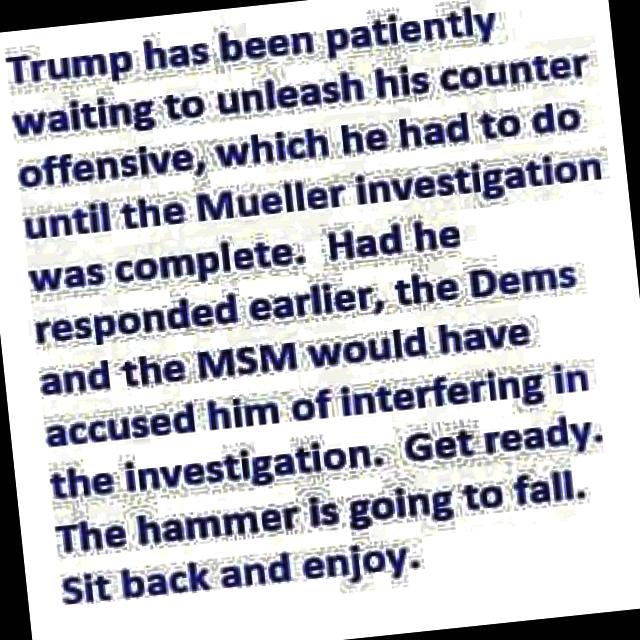 Trump has been patiently
waiting to unleash his counter
offensive, which he had to do
until the Mueller investigation
was complete.  Had he
responded earlier, the Dems
and the MSM would have
accused him of interfering in
the investigation.  Get ready.
The hammer is going to fall.
Sit back and enjoy.